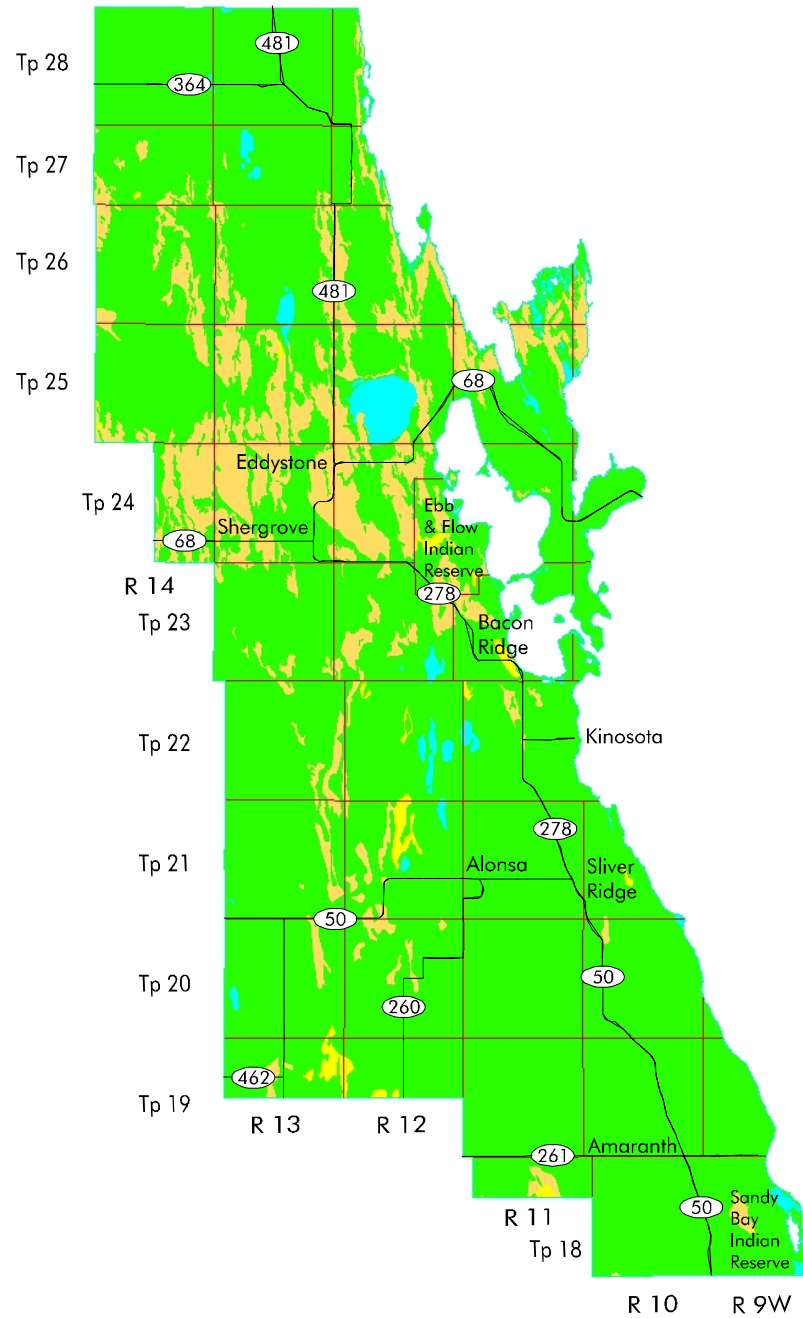 481
Tp 28
364
Tp 27
Tp 26
481
Tp 25
68
Eddystone
Tp 24
Ebb
& Flow
Indian
Reserve
Shergrove
68
R 14
278
Tp 23
Bacon
Ridge
Kinosota
Tp 22
278
Tp 21
Alonsa
Sliver
Ridge
50
50
Tp 20
260
462
Tp 19
R 13
R 12
Amaranth
261
Sandy
Bay
Indian
Reserve
50
R 11
Tp 18
R 10
R 9W